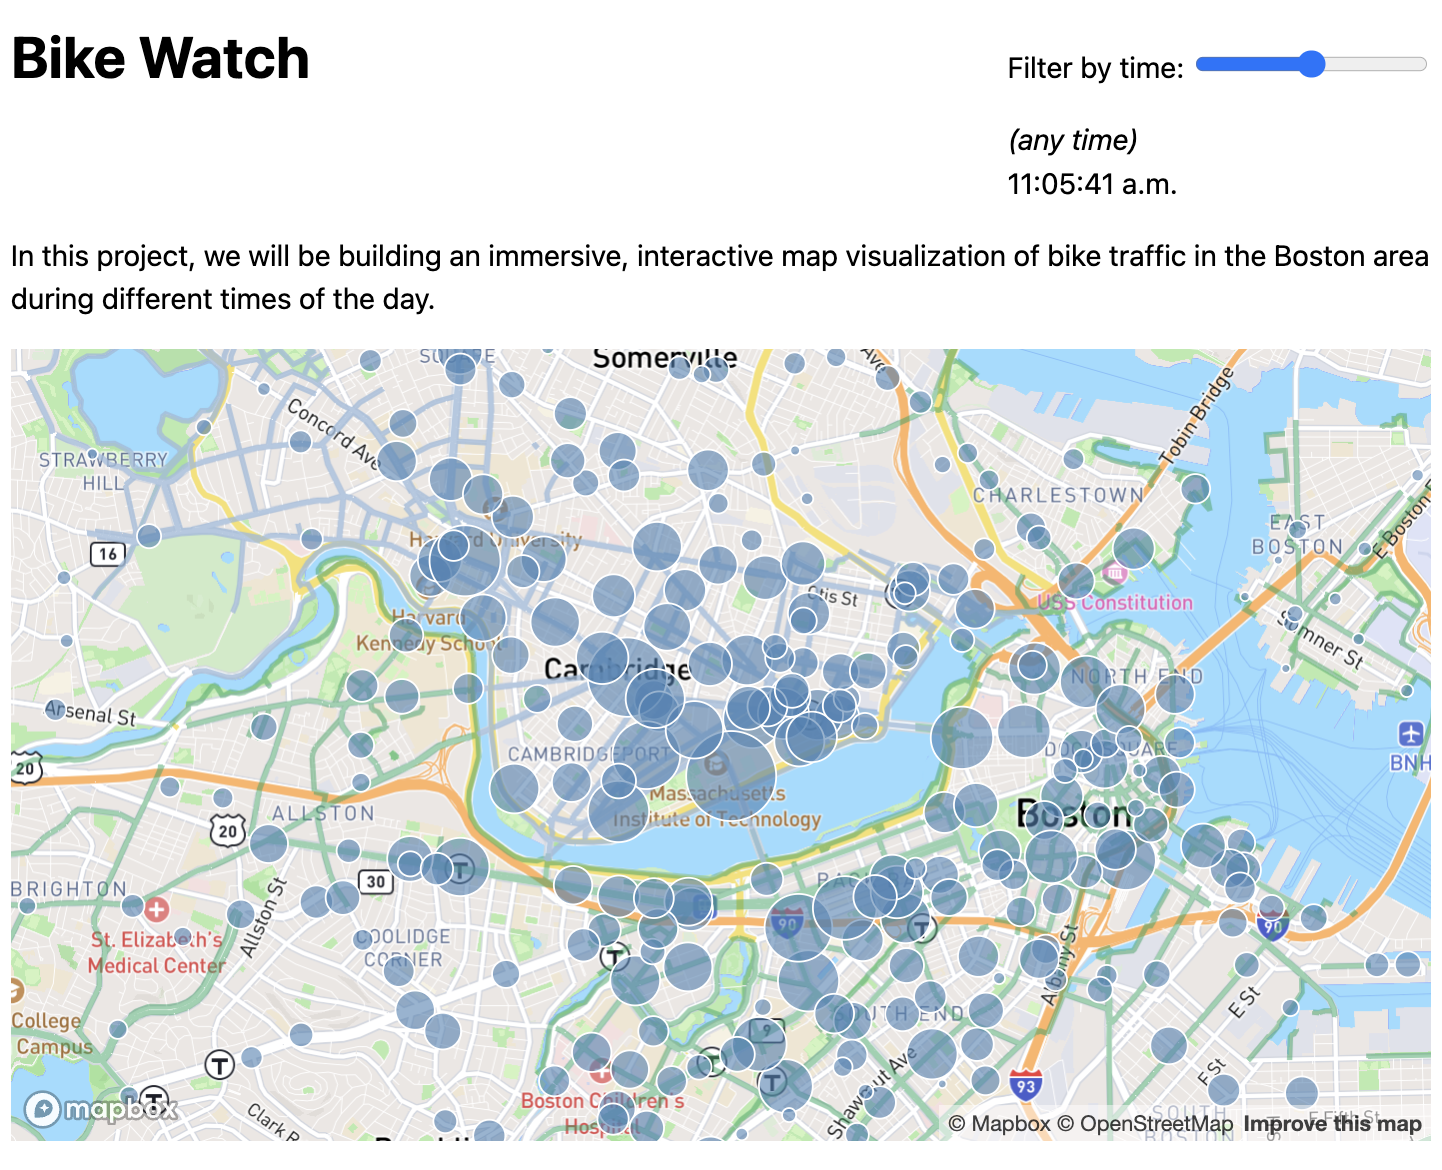 Bike Watch
Filter by time:
(any time)
11:05:41 a.m.
In this project, we will be building an immersive, interactive map visualization of bike traffic in the Boston area
during different times of the day.
Somerville
Ave
Concord Ave
Tobin Bridge
STRAWBERRY
HILL
CHARLESTOWN
EAST
BOSTON
E Boston
16
Harvard University
Otis St
USS Constitution
Harvard
Kennedy School
Sumner St
Cambridge
NORTH END
Arsenal St
CAMBRIDGEPORT
DOCK SQUARE
BNH
20
Massachusetts
Institute of Technology
ALLSTON
Boston
20
BRIGHTON
30
90
90
St. Elizabeth's
Medical Center
Allston St
COOLIDGE
CORNER
Albany St
College
Campus
SOUTH END
9
E St
E St
T
T
T
T
T
T
T
93
Boston Children's
Hospital
Shawmut Ave
Clark R
SOUTH
BOSTON
E Fifth St
mapbox
© Mapbox © OpenStreetMap Improve this map